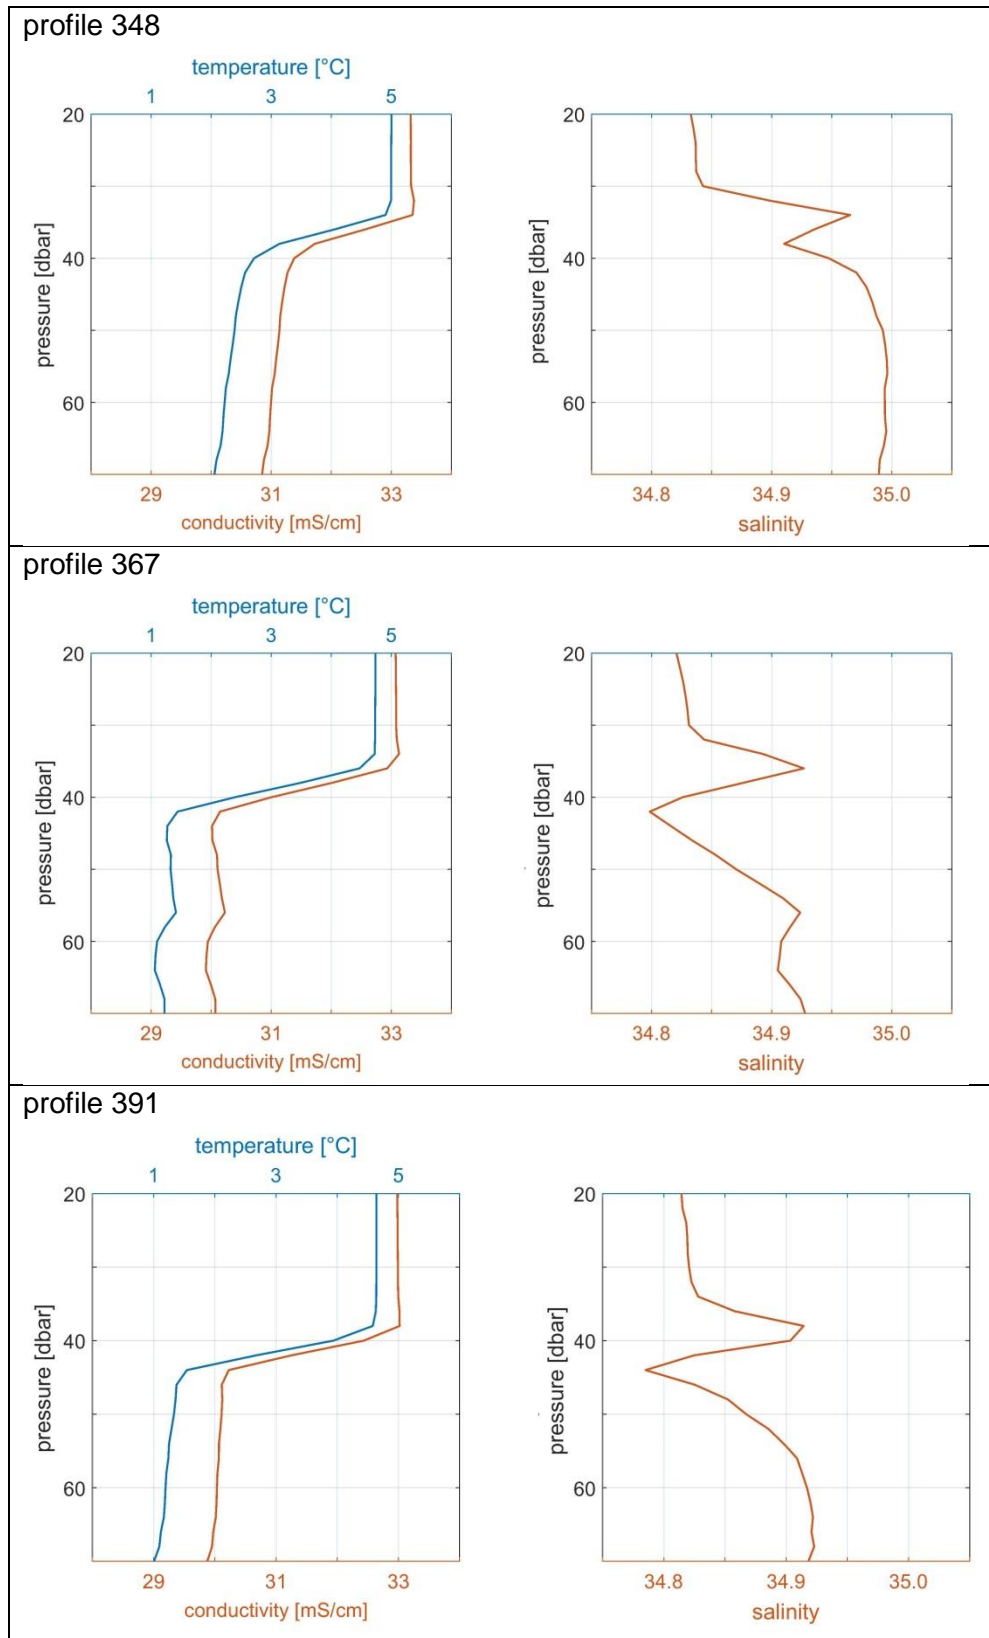 profile 348
temperature [°C]
1 3 5
20
40
60
pressure [dbar]
29 31 33
conductivity [mS/cm]
20
40
60
pressure [dbar]
34.8 34.9 35.0
salinity
profile 367
temperature [°C]
1 3 5
20
40
60
pressure [dbar]
29 31 33
conductivity [mS/cm]
20
40
60
pressure [dbar]
34.8 34.9 35.0
salinity
profile 391
temperature [°C]
1 3 5
20
40
60
pressure [dbar]
29 31 33
conductivity [mS/cm]
20
40
60
pressure [dbar]
34.8 34.9 35.0
salinity